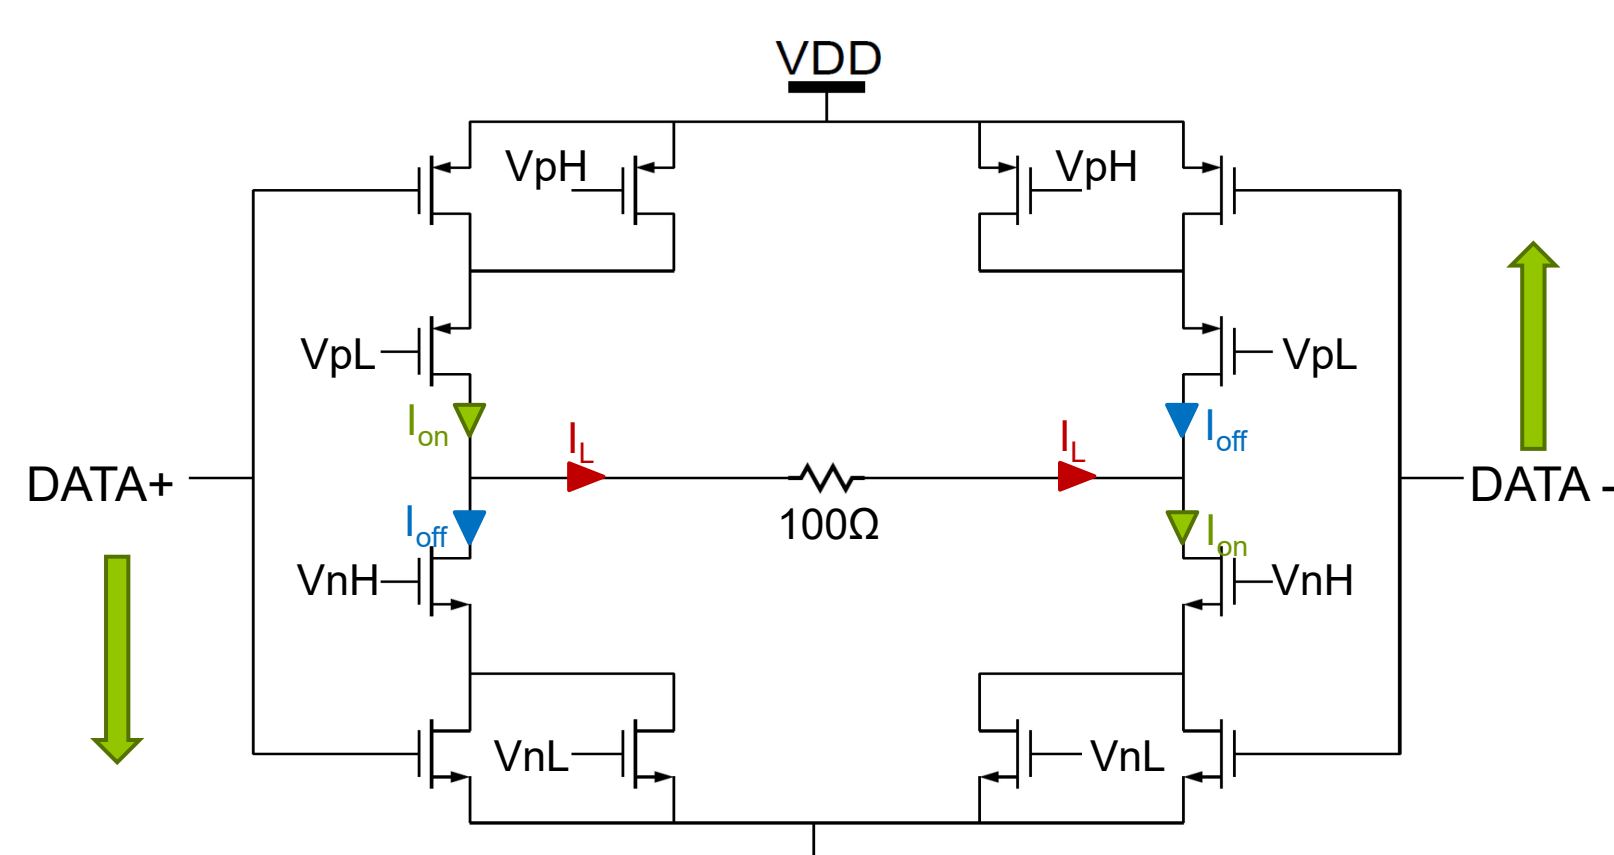 VDD
VpH
VpH
VpL
VpL
Ion
Ioff
IL
IL
DATA+
DATA -
100Ω
Ioff
Ion
VnH
VnH
VnL
VnL